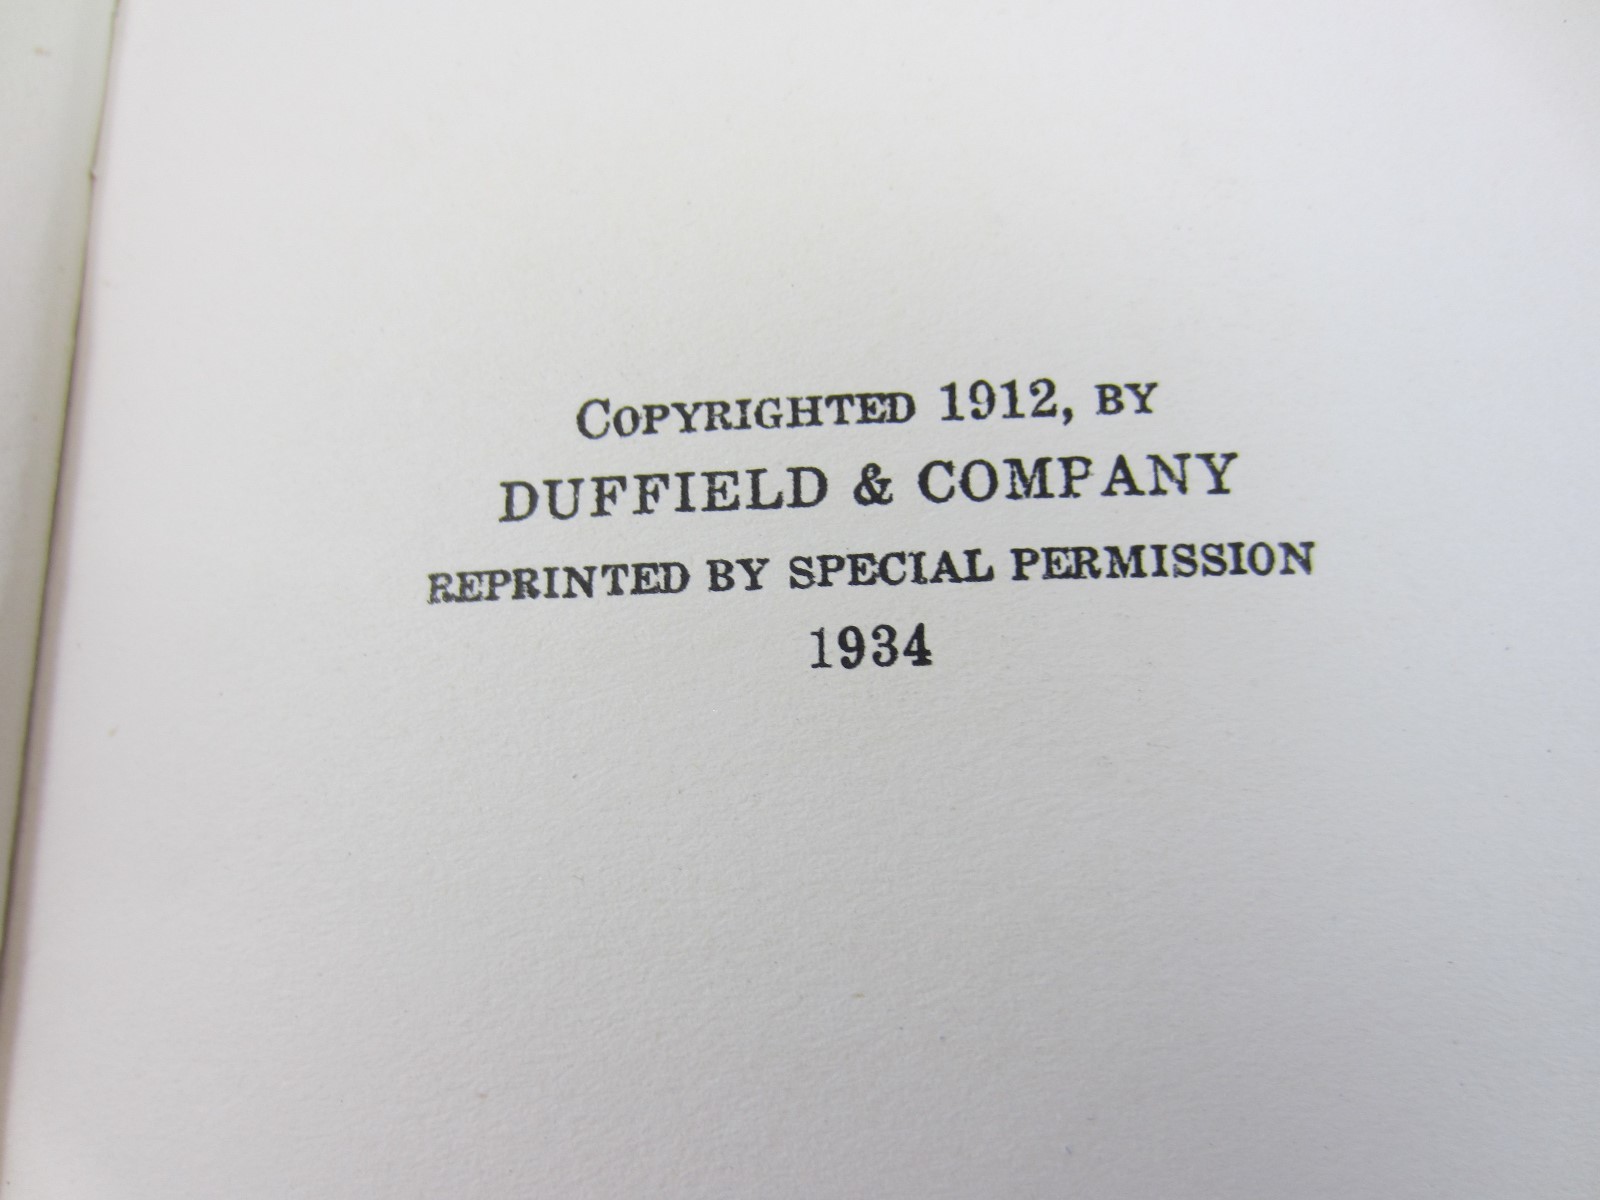 COPYRIGHTED 1912, BY
DUFFIELD & COMPANY
REPRINTED BY SPECIAL PERMISSION
1934